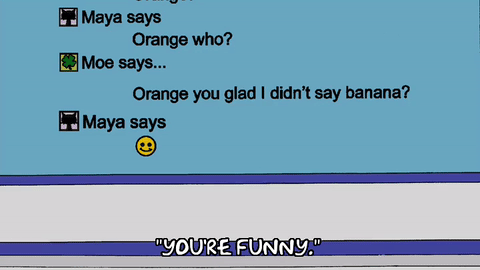 Maya says
Orange who?
Moe says...
Orange you glad I didn't say banana?
Maya says
"YOU'RE FUNNY."